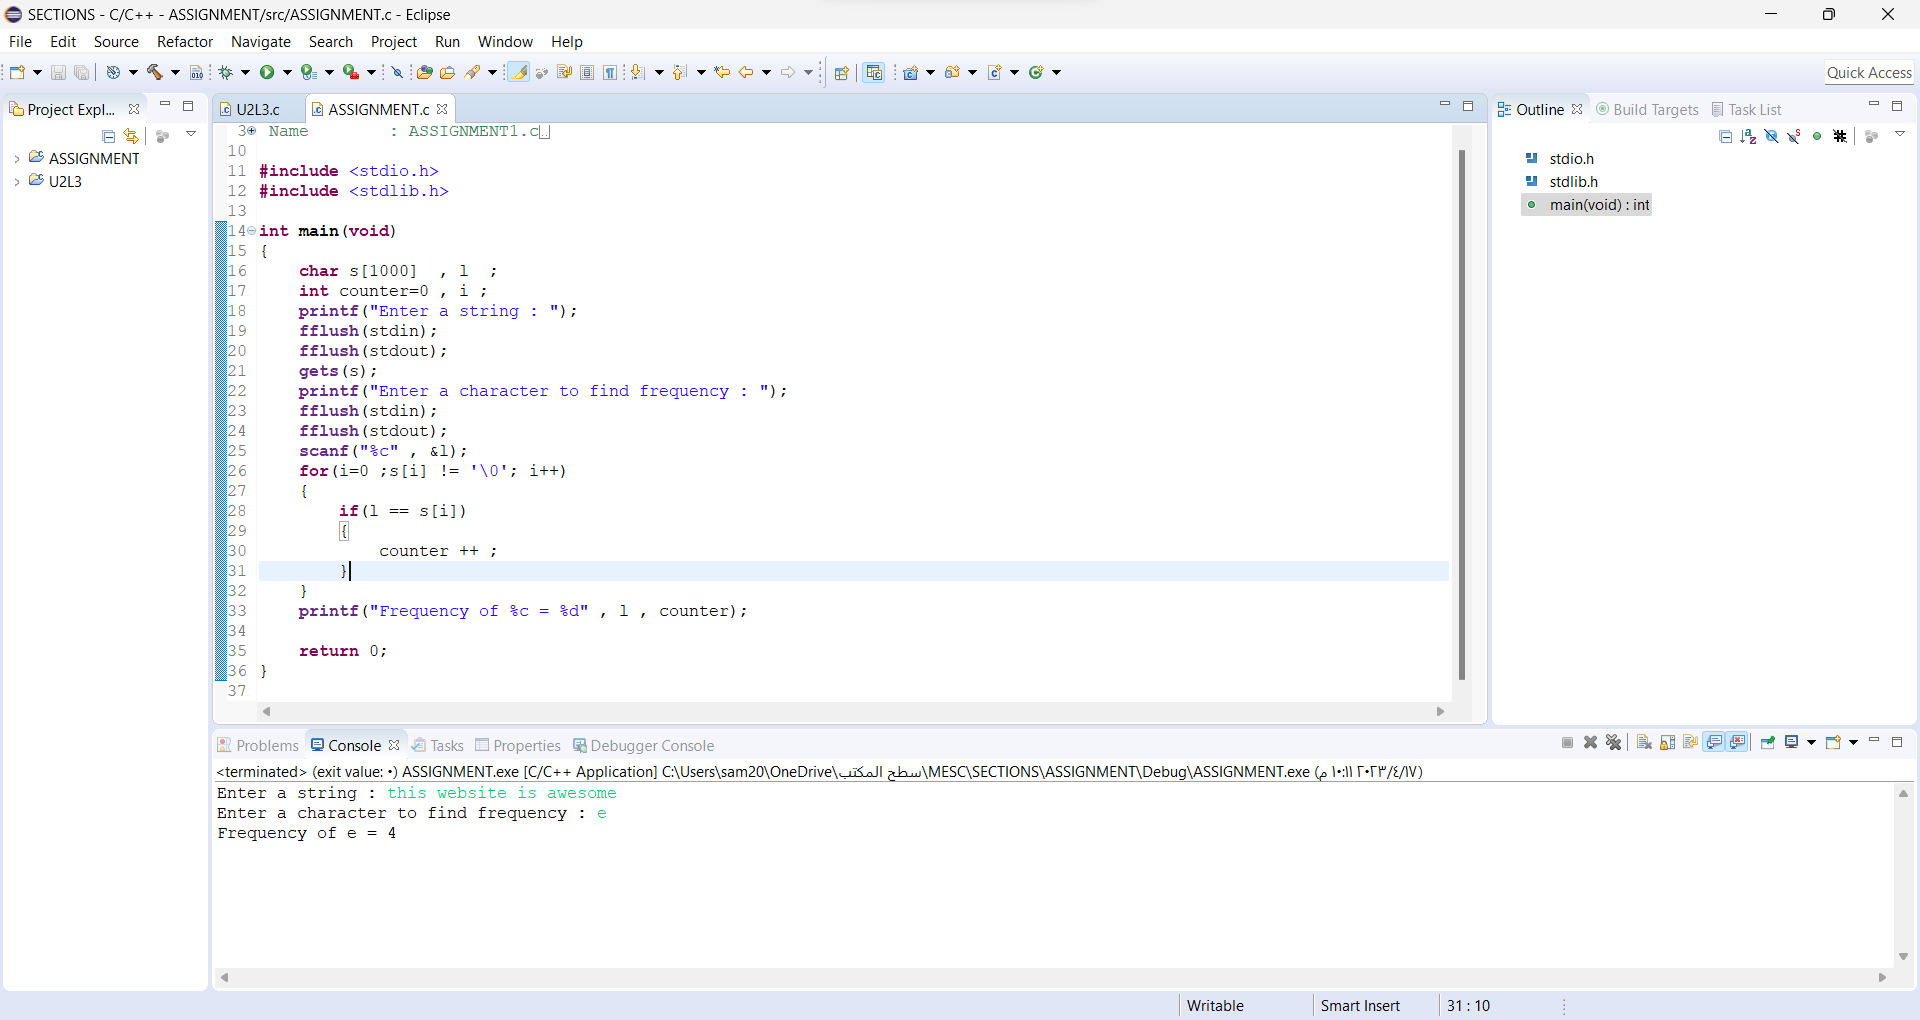 SECTIONS - C/C++ - ASSIGNMENT/src/ASSIGNMENT.c - Eclipse
File Edit Source Refactor Navigate Search Project Run Window Help
Quick Access
Project Expl...
ASSIGNMENT
U2L3
U2L3.c ASSIGNMENT.c
3 Name : ASSIGNMENT1.c
10
11 #include <stdio.h>
12 #include <stdlib.h>
13
14 int main(void)
15 {
16 char s[1000] , l ;
17 int counter=0 , i ;
18 printf("Enter a string : ");
19 fflush(stdin);
20 fflush(stdout);
21 gets(s);
22 printf("Enter a character to find frequency : ");
23 fflush(stdin);
24 fflush(stdout);
25 scanf("%c" , &l);
26 for(i=0 ;s[i] != '\0'; i++)
27 {
28 if(l == s[i])
29 {
30 counter ++ ;
31 }
32 }
33 printf("Frequency of %c = %d" , l , counter);
34
35 return 0;
36 }
37
Outline Build Targets Task List
stdio.h
stdlib.h
main(void) : int
Problems Console Tasks Properties Debugger Console
<terminated> (exit value: ٠) ASSIGNMENT.exe [C/C++ Application] C:\Users\sam20\OneDrive\سطح المكتب\MESC\SECTIONS\ASSIGNMENT\Debug\ASSIGNMENT.exe (١٧/٤/٢٠٢٣ ١٠:١١ م)
Enter a string : this website is awesome
Enter a character to find frequency : e
Frequency of e = 4
Writable Smart Insert 31 : 10